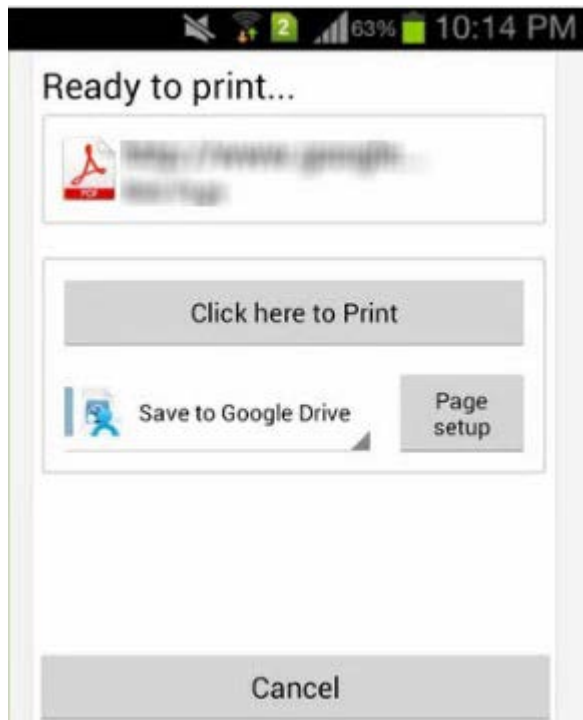 2 63% 10:14 PM
Ready to print...
PDF
Click here to Print
Save to Google Drive
Page
setup
Cancel